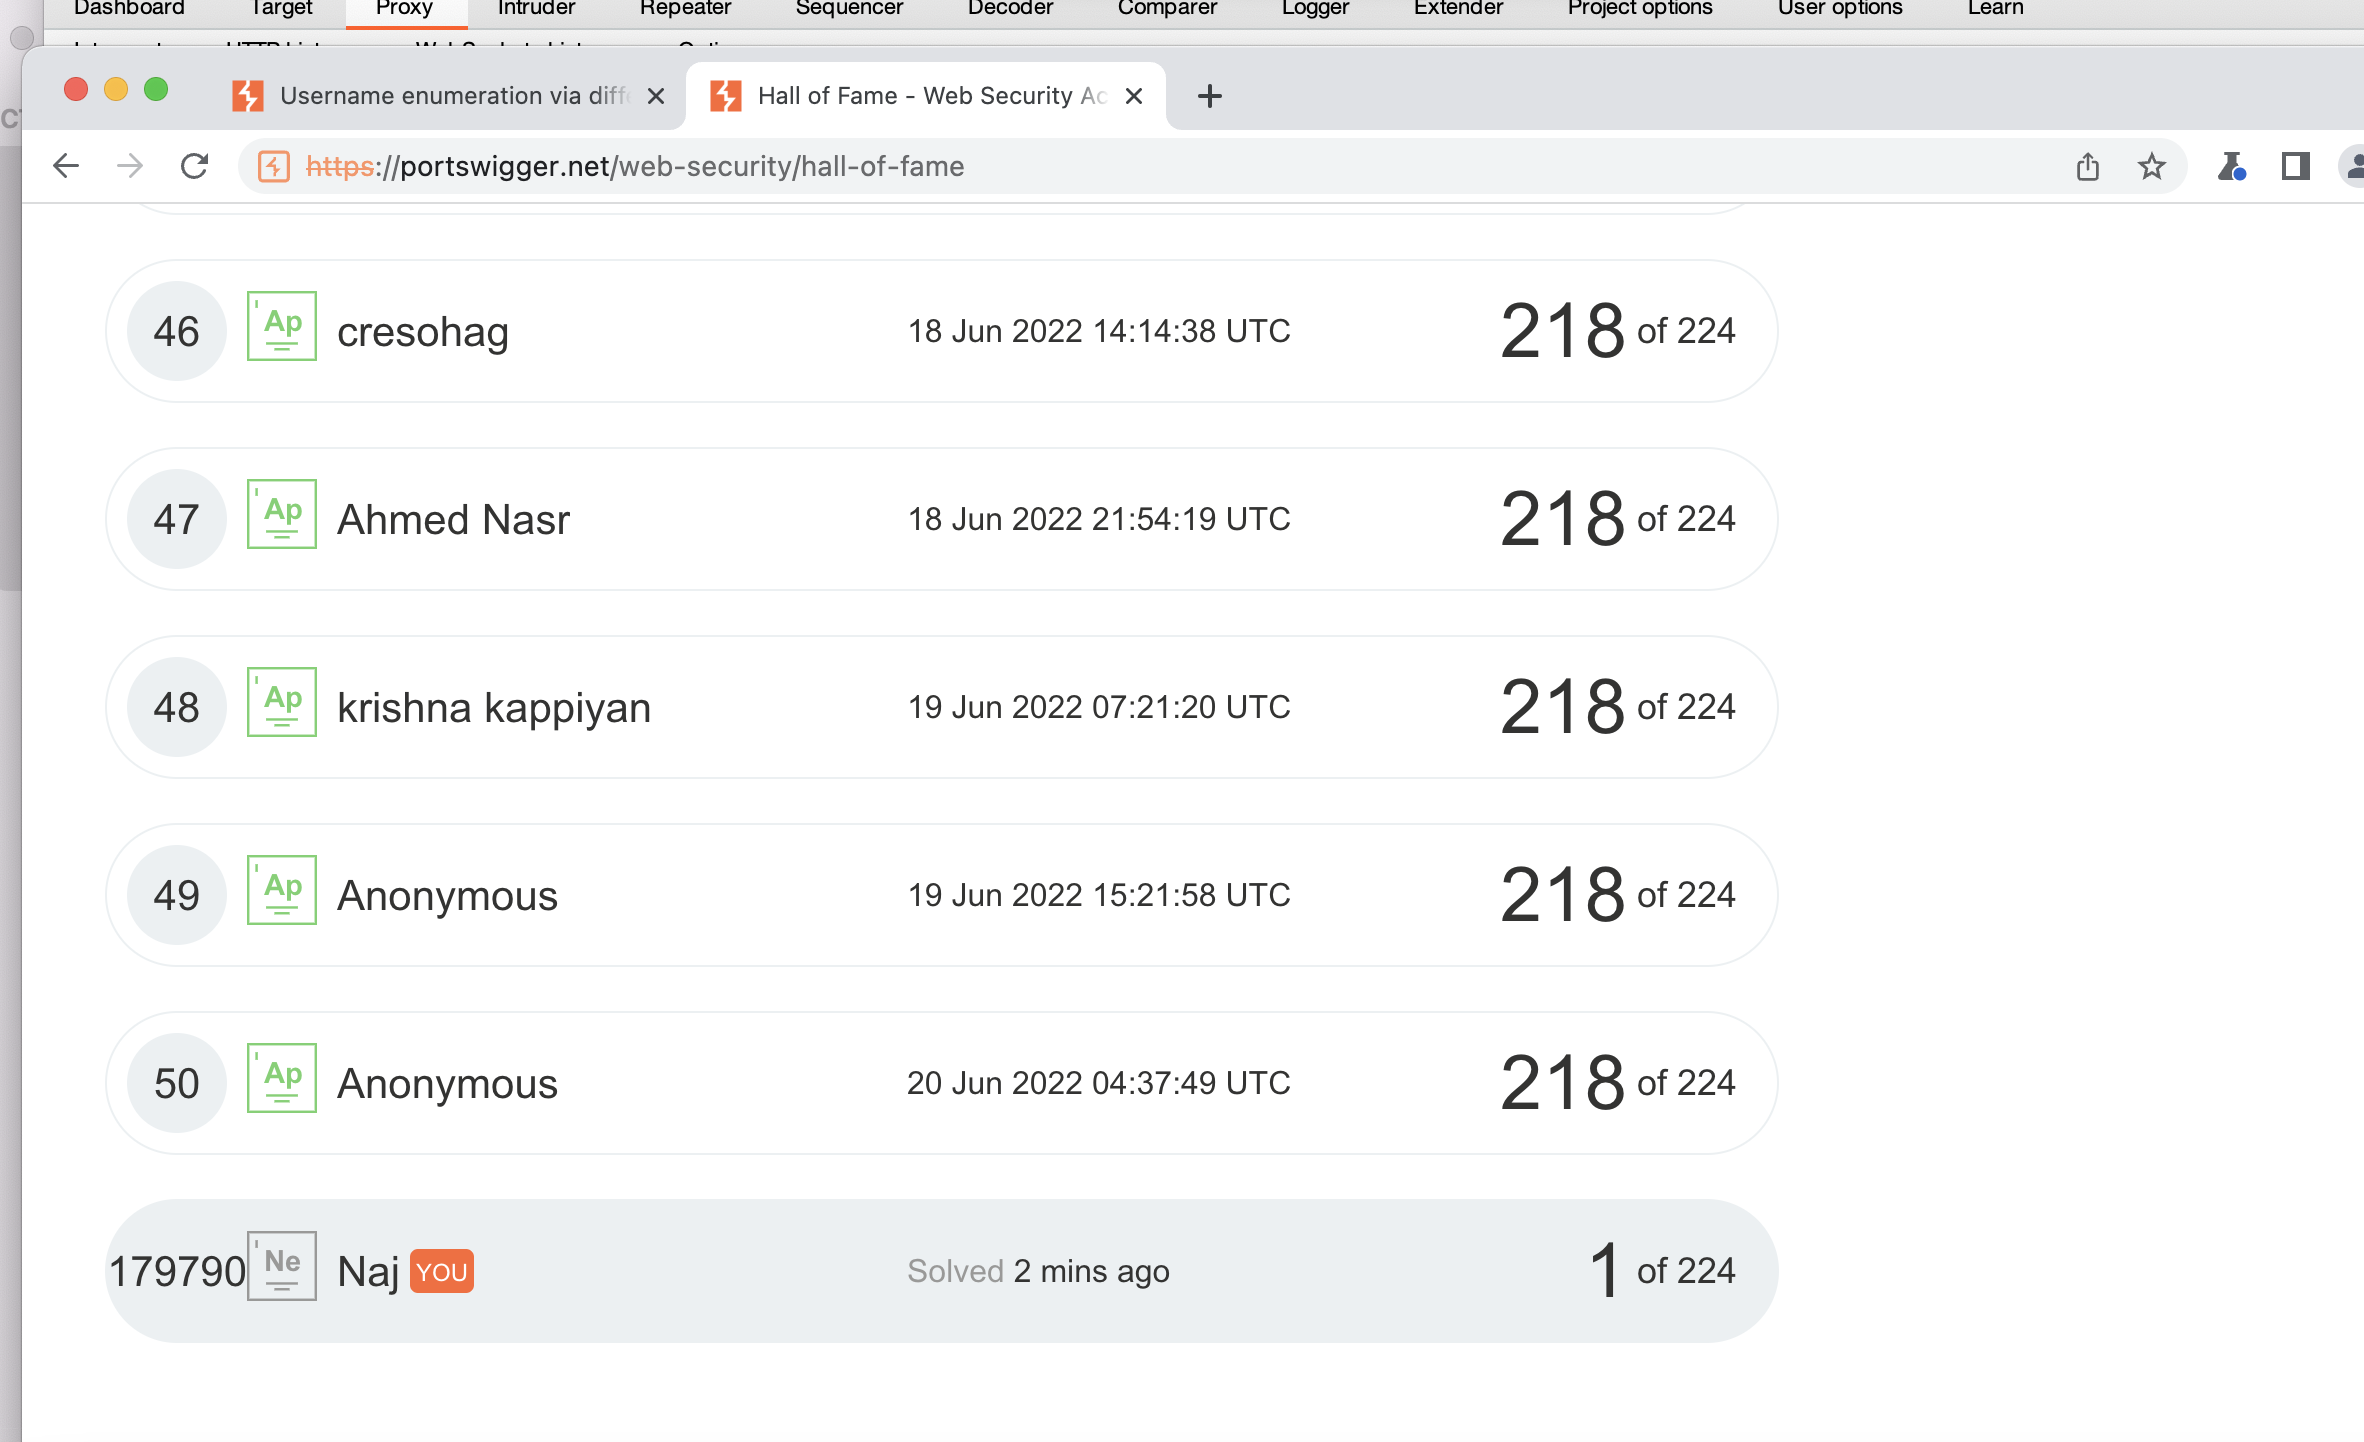 Dashboard Target Proxy Intruder Repeater Sequencer Decoder Comparer Logger Extender Project options User options Learn
Username enumeration via diff Hall of Fame - Web Security Ac
https://portswigger.net/web-security/hall-of-fame
46 Ap cresohag 18 Jun 2022 14:14:38 UTC 218 of 224
47 Ap Ahmed Nasr 18 Jun 2022 21:54:19 UTC 218 of 224
48 Ap krishna kappiyan 19 Jun 2022 07:21:20 UTC 218 of 224
49 Ap Anonymous 19 Jun 2022 15:21:58 UTC 218 of 224
50 Ap Anonymous 20 Jun 2022 04:37:49 UTC 218 of 224
179790 Ne Naj YOU Solved 2 mins ago 1 of 224